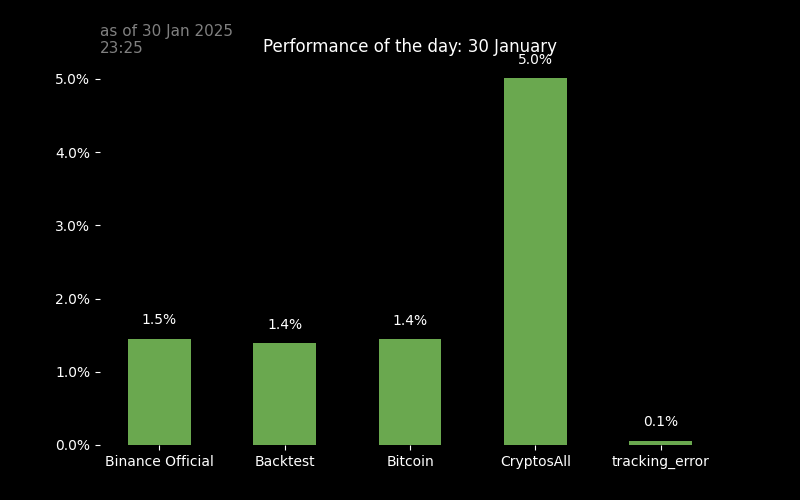 as of 30 Jan 2025
23:25
Performance of the day: 30 January
5.0%
5.0%
4.0%
3.0%
2.0%
1.5%
1.4%
1.4%
1.0%
0.1%
0.0%
Binance Official
Backtest
Bitcoin
CryptosAll
tracking_error